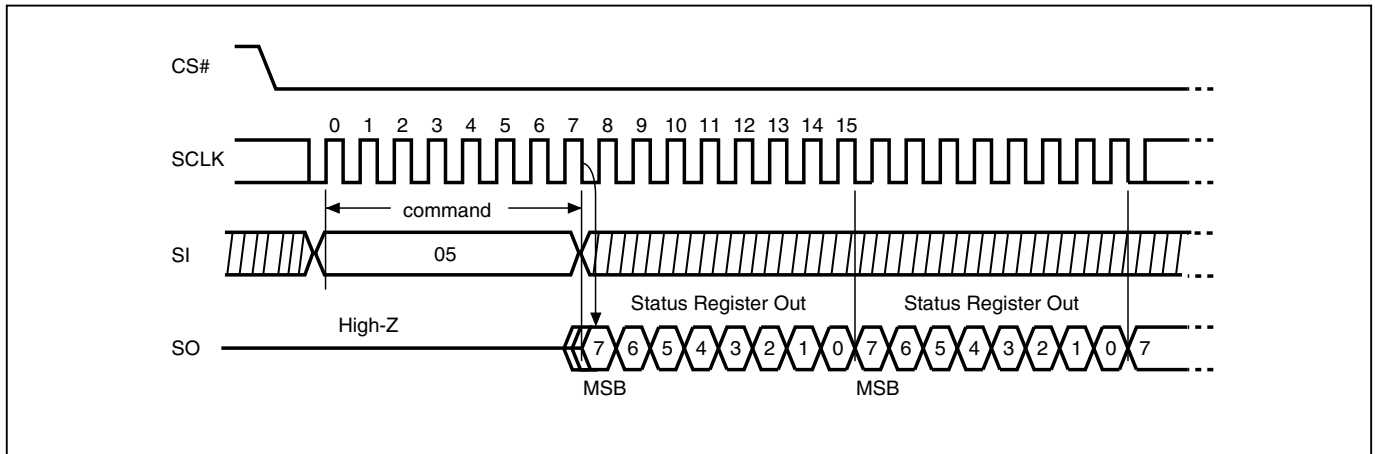 CS#
0 1 2 3 4 5 6 7 8 9 10 11 12 13 14 15
SCLK
command
SI
05
Status Register Out Status Register Out
High-Z
SO
7 6 5 4 3 2 1 0 7 6 5 4 3 2 1 0 7
MSB MSB